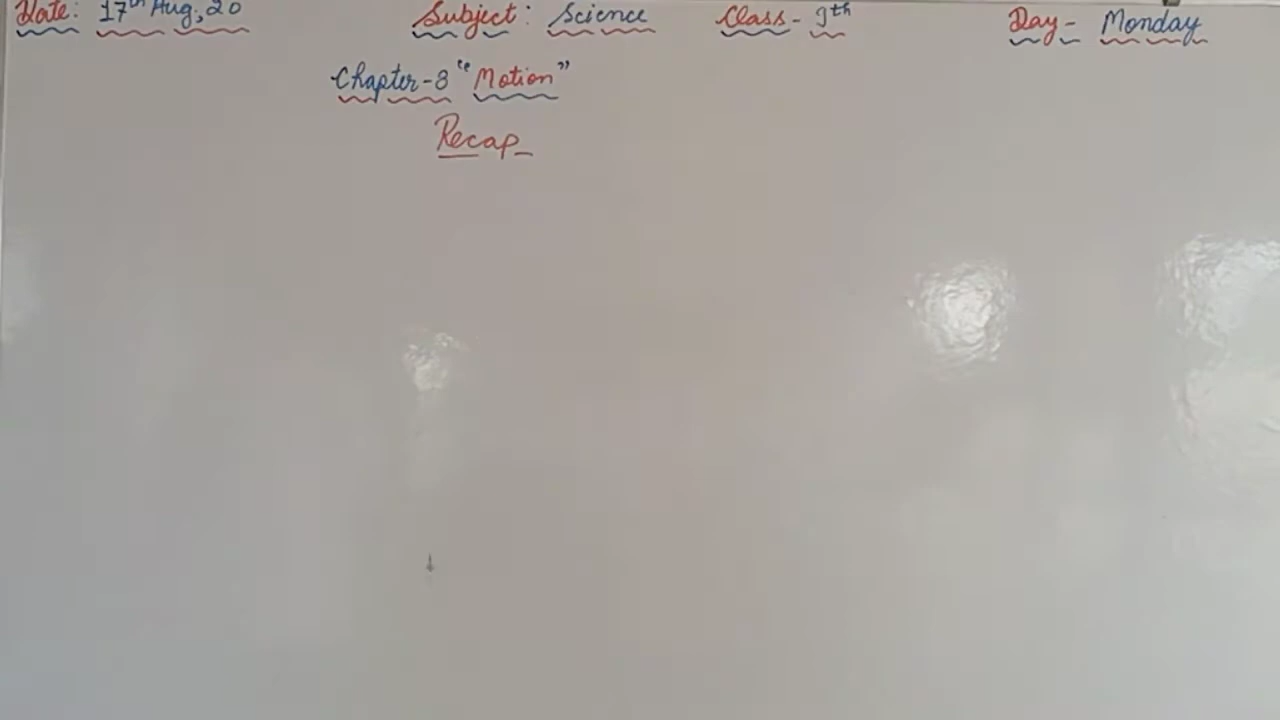 Date: 17th Aug, 20 Subject: Science Class- 9th Day- Monday
Chapter-8 "Motion"
Recap